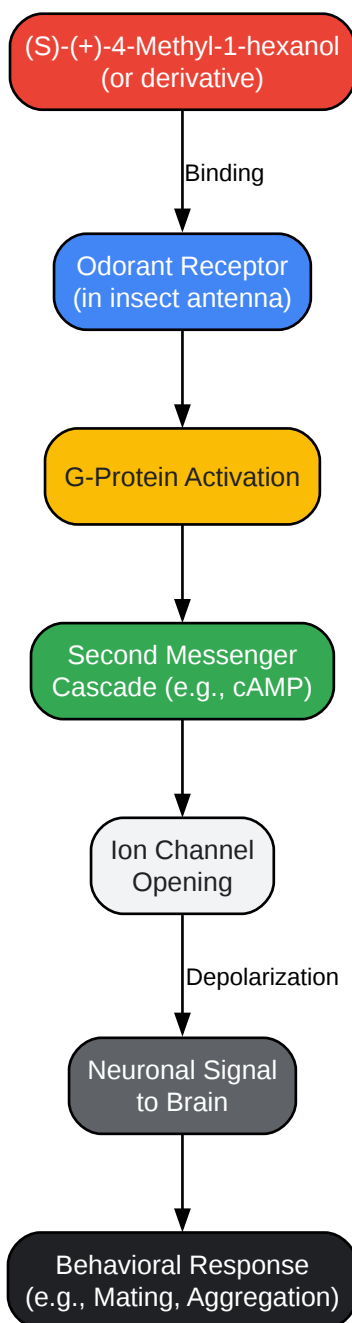 (S)-(+)-4-Methyl-1-hexanol
(or derivative)
Binding
Odorant Receptor
(in insect antenna)
G-Protein Activation
Second Messenger
Cascade (e.g., cAMP)
Ion Channel
Opening
Depolarization
Neuronal Signal
to Brain
Behavioral Response
(e.g., Mating, Aggregation)